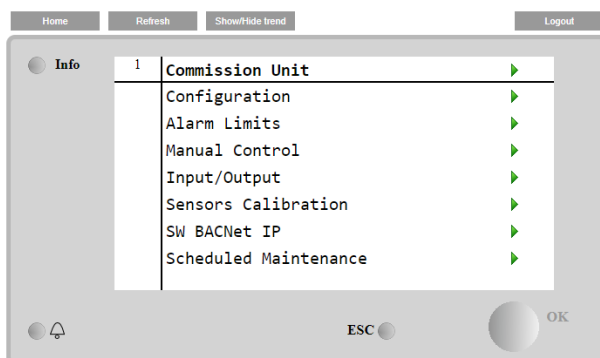 Home Refresh Show/Hide trend Logout
Info
1 Commission Unit
Configuration
Alarm Limits
Manual Control
Input/Output
Sensors Calibration
SW BACNet IP
Scheduled Maintenance
ESC OK